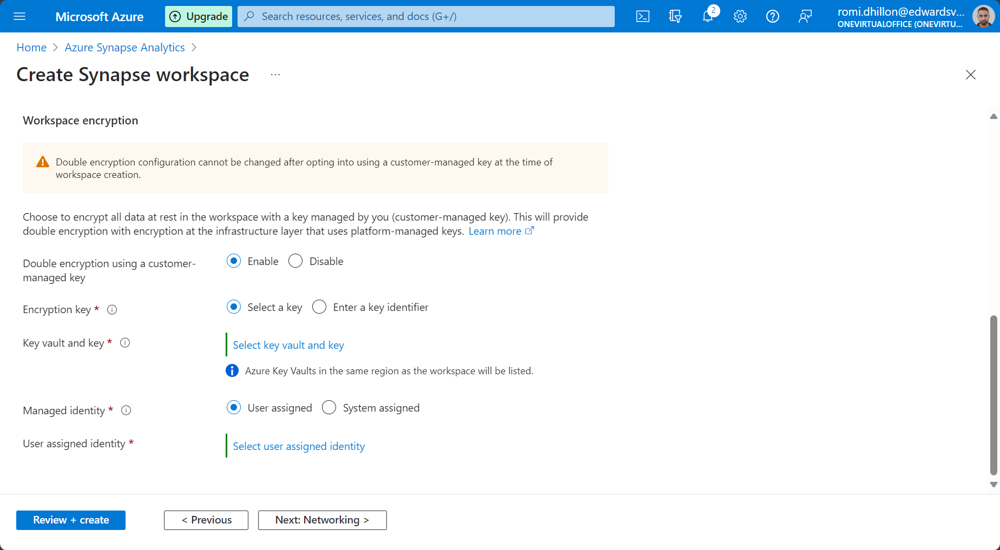 Microsoft Azure
Upgrade
Search resources, services, and docs (G+/)
2
romi.dhillon@edwardsv...
ONEVIRTUALOFFICE (ONEVIRTU...
Home > Azure Synapse Analytics >
Create Synapse workspace ...
Workspace encryption
Double encryption configuration cannot be changed after opting into using a customer-managed key at the time of
workspace creation.
Choose to encrypt all data at rest in the workspace with a key managed by you (customer-managed key). This will provide
double encryption with encryption at the infrastructure layer that uses platform-managed keys. Learn more
Double encryption using a customer-
managed key
Enable Disable
Encryption key *
Select a key Enter a key identifier
Key vault and key *
Select key vault and key
Azure Key Vaults in the same region as the workspace will be listed.
Managed identity *
User assigned System assigned
User assigned identity *
Select user assigned identity
Review + create
< Previous
Next: Networking >